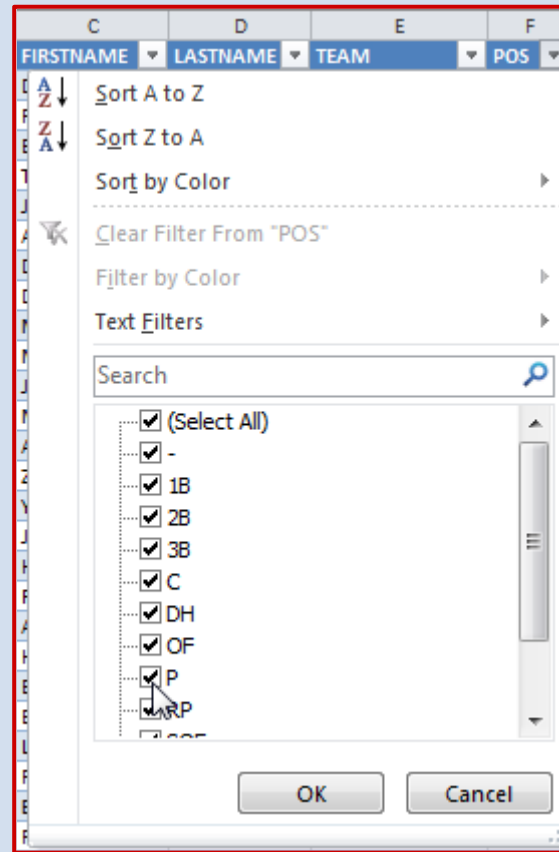 C D E F
FIRSTNAME LASTNAME TEAM POS
Sort A to Z
Sort Z to A
Sort by Color
Clear Filter From "POS"
Filter by Color
Text Filters
Search
(Select All)
-
1B
2B
3B
C
DH
OF
P
RP
OK Cancel